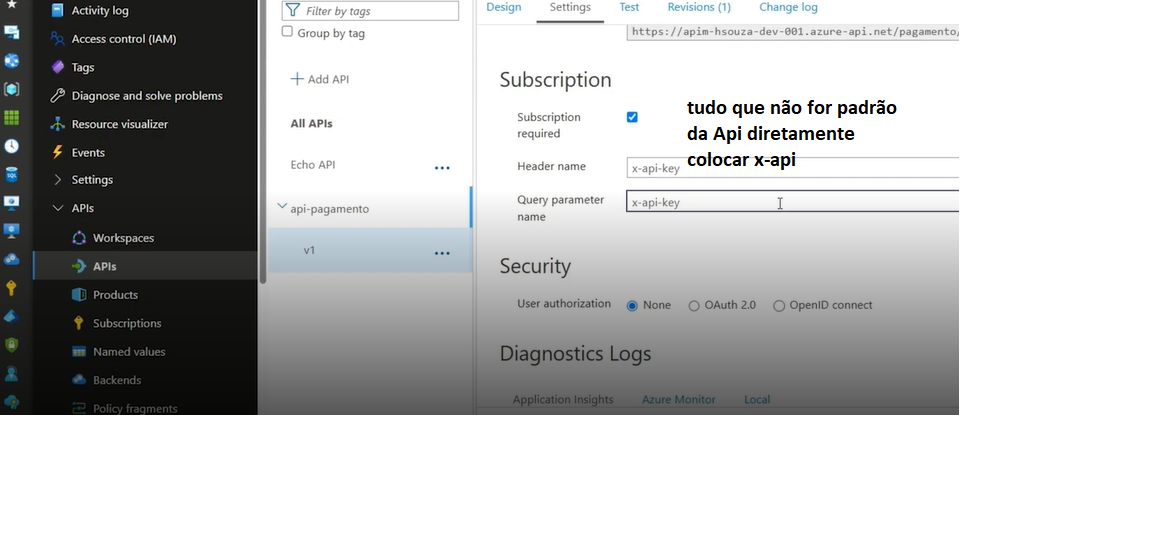 Activity log
Access control (IAM)
Tags
Diagnose and solve problems
Resource visualizer
Events
Settings
APIs
Workspaces
APIs
Products
Subscriptions
Named values
Backends
Policy fragments
Filter by tags
Group by tag
Add API
All APIs
Echo API
api-pagamento
v1
Design Settings Test Revisions (1) Change log
https://apim-hsouza-dev-001.azure-api.net/pagamento/
Subscription
Subscription
required
Header name
x-api-key
Query parameter
name
x-api-key
tudo que não for padrão
da Api diretamente
colocar x-api
Security
User authorization None OAuth 2.0 OpenID connect
Diagnostics Logs
Application Insights Azure Monitor Local